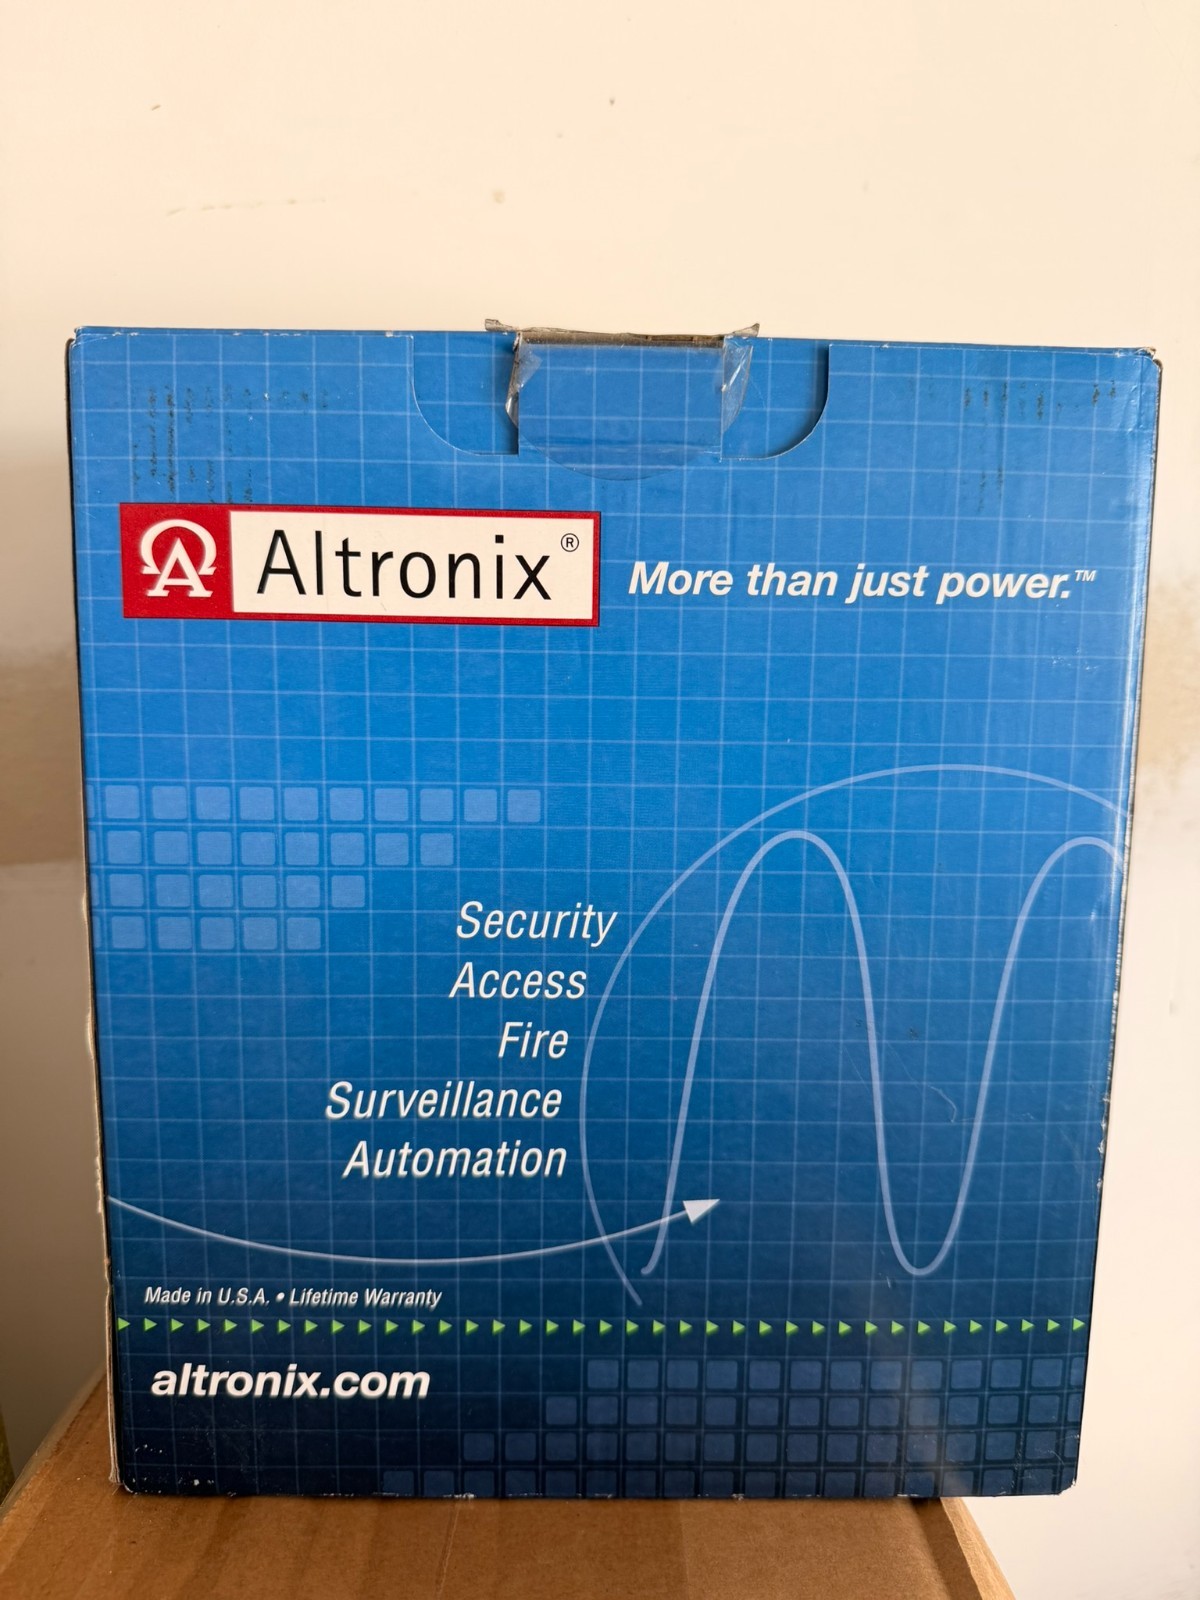 Altronix®
More than just power.™
Security
Access
Fire
Surveillance
Automation
Made in U.S.A. • Lifetime Warranty
altronix.com